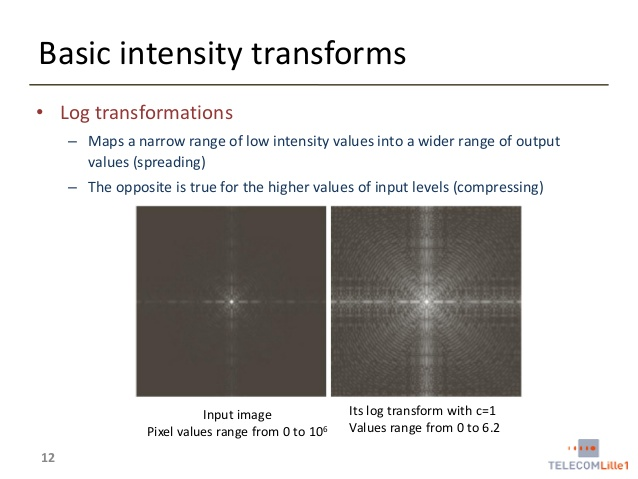 Basic intensity transforms
• Log transformations
– Maps a narrow range of low intensity values into a wider range of output
values (spreading)
– The opposite is true for the higher values of input levels (compressing)
Input image
Pixel values range from 0 to 10⁶
Its log transform with c=1
Values range from 0 to 6.2
12
TELECOMLille1